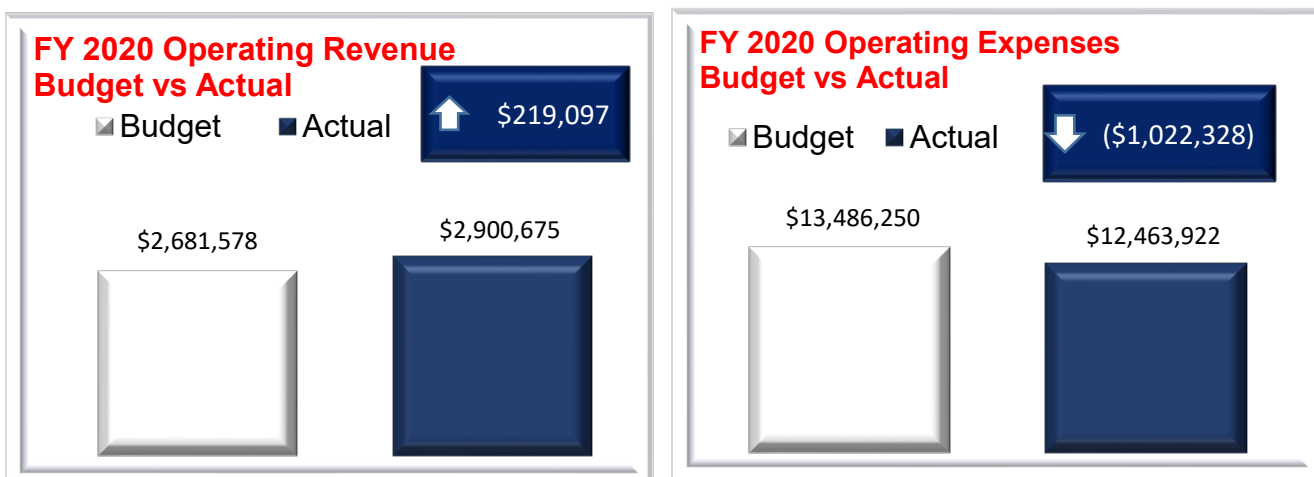 FY 2020 Operating Revenue
Budget vs Actual
Budget Actual
$219,097
$2,681,578
$2,900,675
FY 2020 Operating Expenses
Budget vs Actual
Budget Actual
($1,022,328)
$13,486,250
$12,463,922